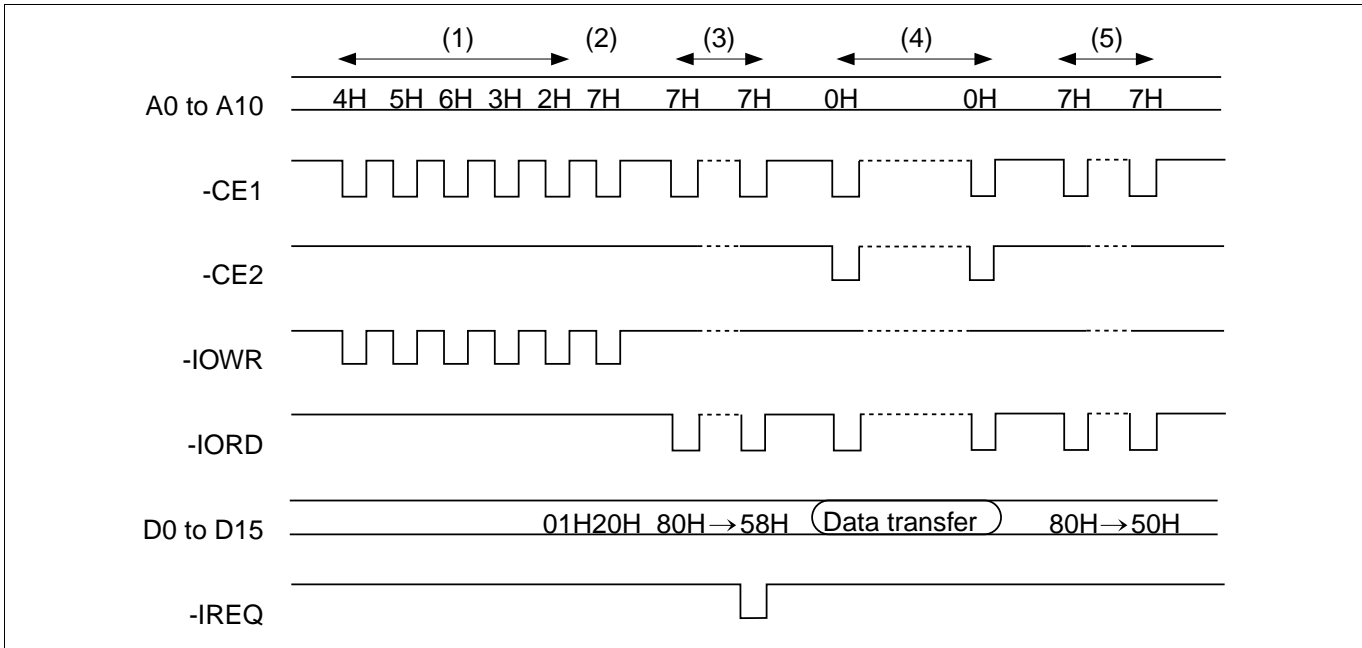 (1) (2) (3) (4) (5)
A0 to A10 4H 5H 6H 3H 2H 7H 7H 7H 0H 0H 7H 7H
-CE1
-CE2
-IOWR
-IORD
D0 to D15 01H20H 80H→58H Data transfer 80H→50H
-IREQ